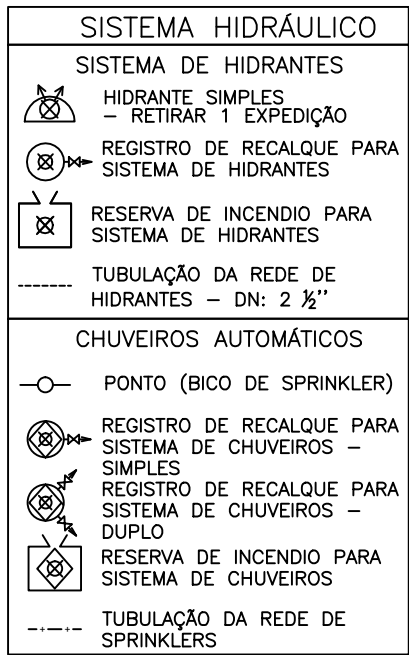 SISTEMA HIDRÁULICO
SISTEMA DE HIDRANTES
HIDRANTE SIMPLES
– RETIRAR 1 EXPEDIÇÃO
REGISTRO DE RECALQUE PARA
SISTEMA DE HIDRANTES
RESERVA DE INCENDIO PARA
SISTEMA DE HIDRANTES
TUBULAÇÃO DA REDE DE
HIDRANTES – DN: 2 ½''
CHUVEIROS AUTOMÁTICOS
PONTO (BICO DE SPRINKLER)
REGISTRO DE RECALQUE PARA
SISTEMA DE CHUVEIROS –
SIMPLES
REGISTRO DE RECALQUE PARA
SISTEMA DE CHUVEIROS –
DUPLO
RESERVA DE INCENDIO PARA
SISTEMA DE CHUVEIROS
TUBULAÇÃO DA REDE DE
SPRINKLERS